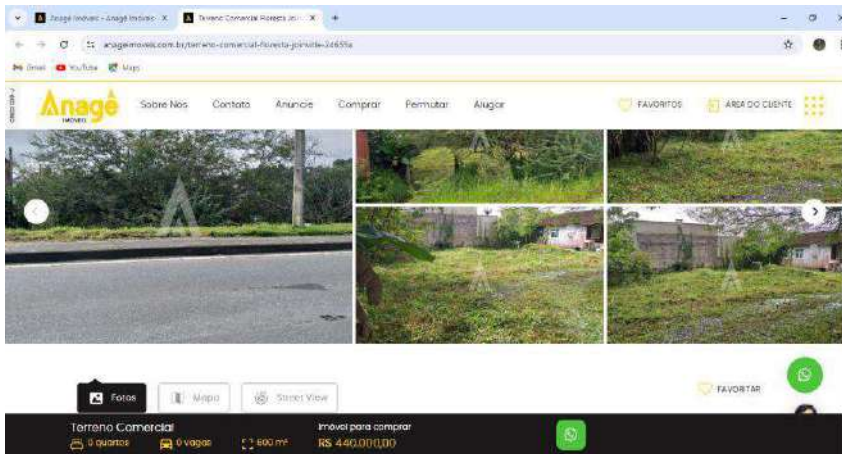 Anagê Imóveis - Anagê Imóveis
Terreno Comercial Floresta Joi
anageimoveis.com.br/terreno-comercial-floresta-joinville-24655a
Gmail YouTube Maps
Anagê
IMÓVEIS
Sobre Nós Contato Anuncie Comprar Permutar Alugar FAVORITOS ÁREA DO CLIENTE
Fotos Mapa Street View FAVORITAR
Terreno Comercial Imóvel para comprar
0 quartos 0 vagas 600 m² R$ 440.000,00